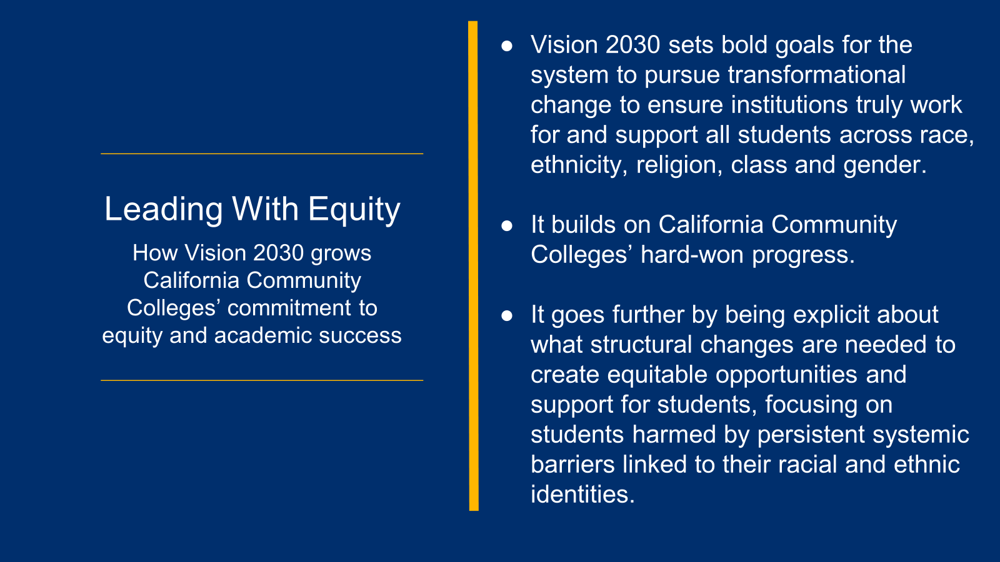 Leading With Equity
How Vision 2030 grows
California Community
Colleges’ commitment to
equity and academic success
● Vision 2030 sets bold goals for the
system to pursue transformational
change to ensure institutions truly work
for and support all students across race,
ethnicity, religion, class and gender.
● It builds on California Community
Colleges’ hard-won progress.
● It goes further by being explicit about
what structural changes are needed to
create equitable opportunities and
support for students, focusing on
students harmed by persistent systemic
barriers linked to their racial and ethnic
identities.